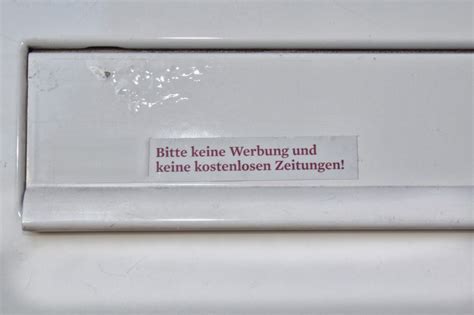 Bitte keine Werbung und
keine kostenlosen Zeitungen!